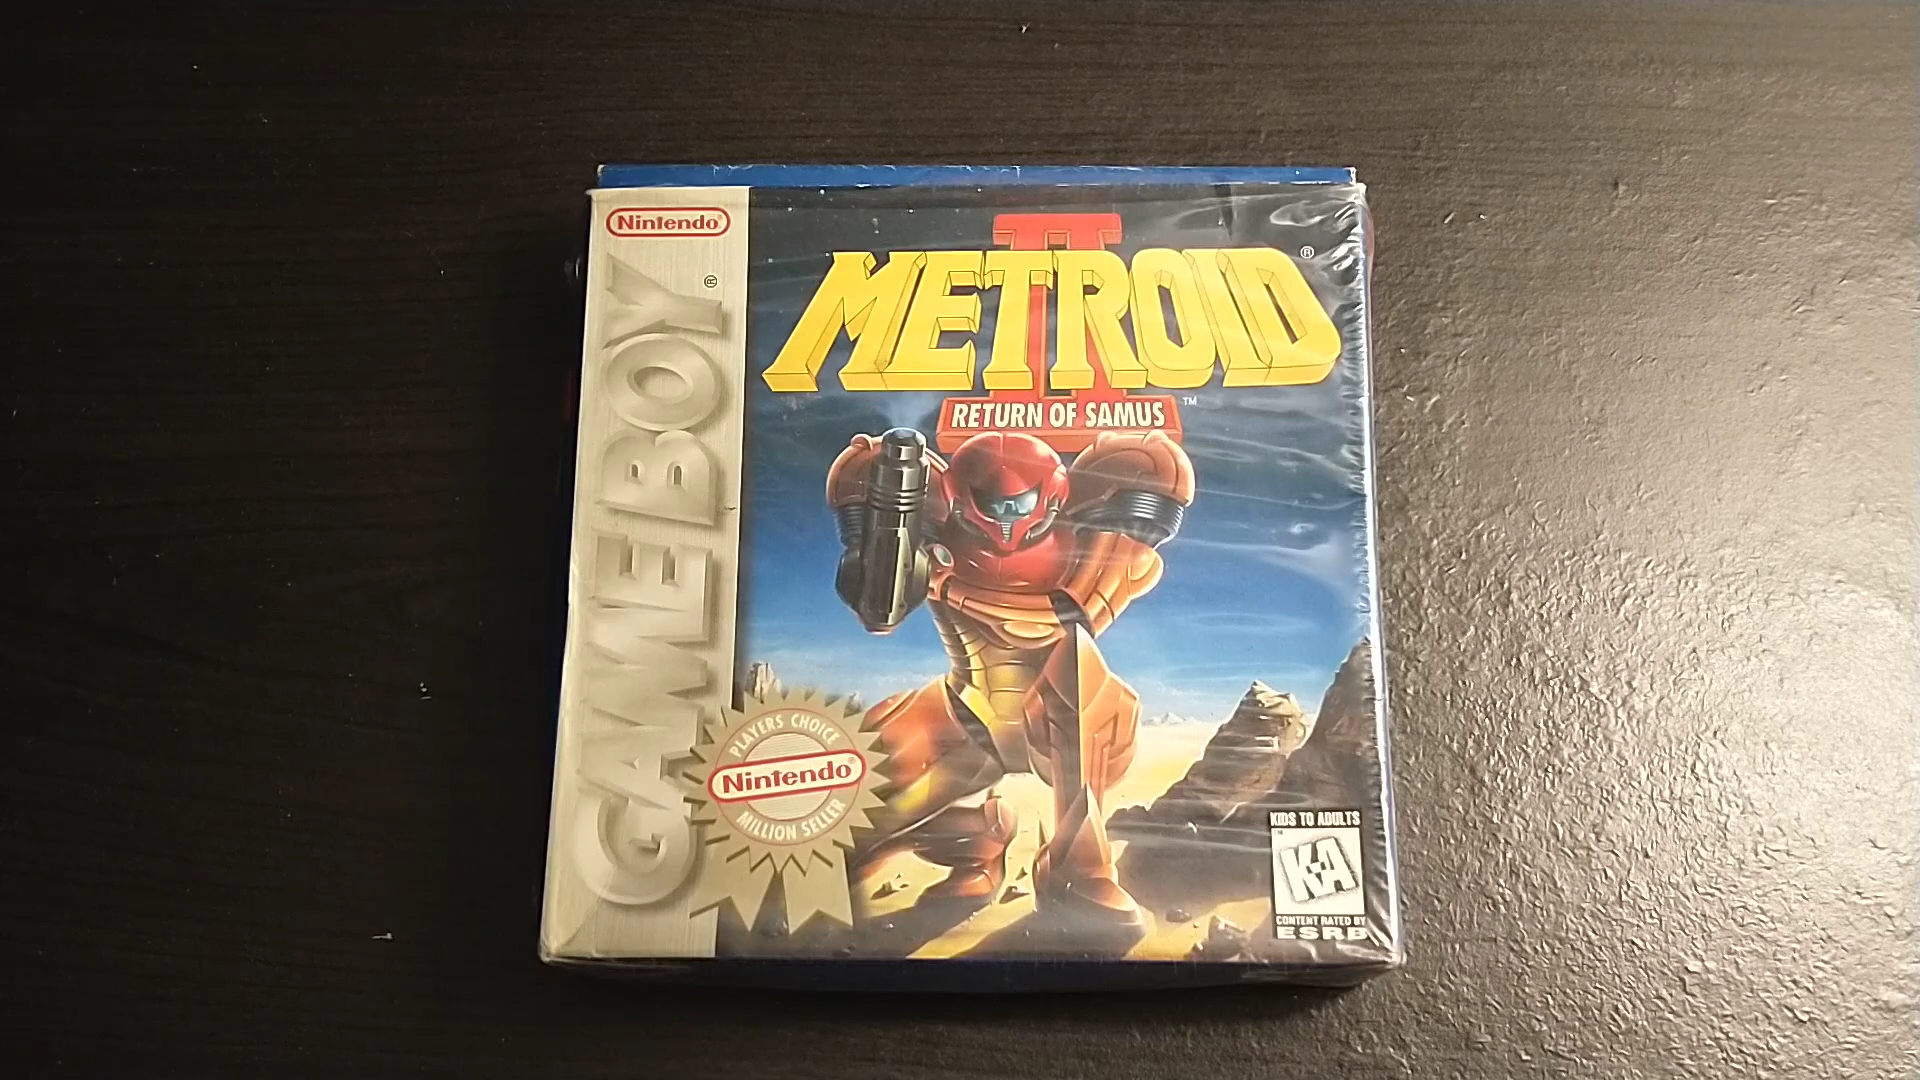 Nintendo®
GAME BOY®
II
METROID®
RETURN OF SAMUS™
PLAYERS CHOICE
Nintendo®
MILLION SELLER
KIDS TO ADULTS
K-A
CONTENT RATED BY
ESRB